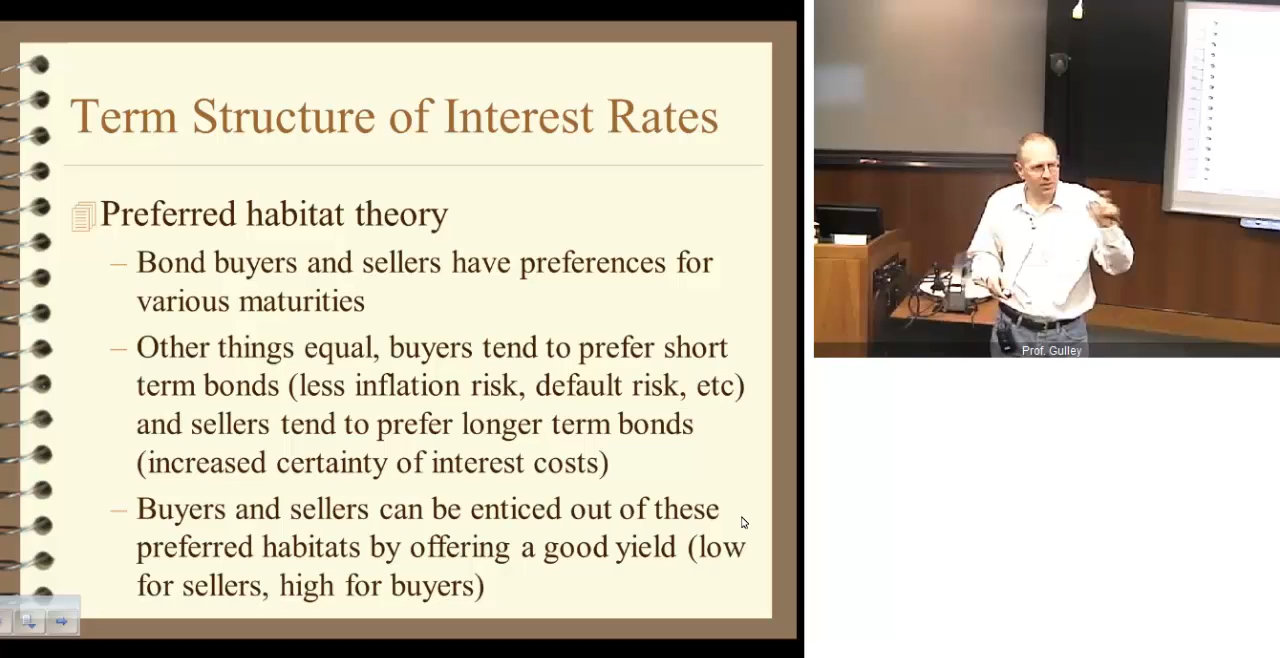 Term Structure of Interest Rates
Preferred habitat theory
– Bond buyers and sellers have preferences for
various maturities
– Other things equal, buyers tend to prefer short
term bonds (less inflation risk, default risk, etc)
and sellers tend to prefer longer term bonds
(increased certainty of interest costs)
– Buyers and sellers can be enticed out of these
preferred habitats by offering a good yield (low
for sellers, high for buyers)
Prof. Gulley